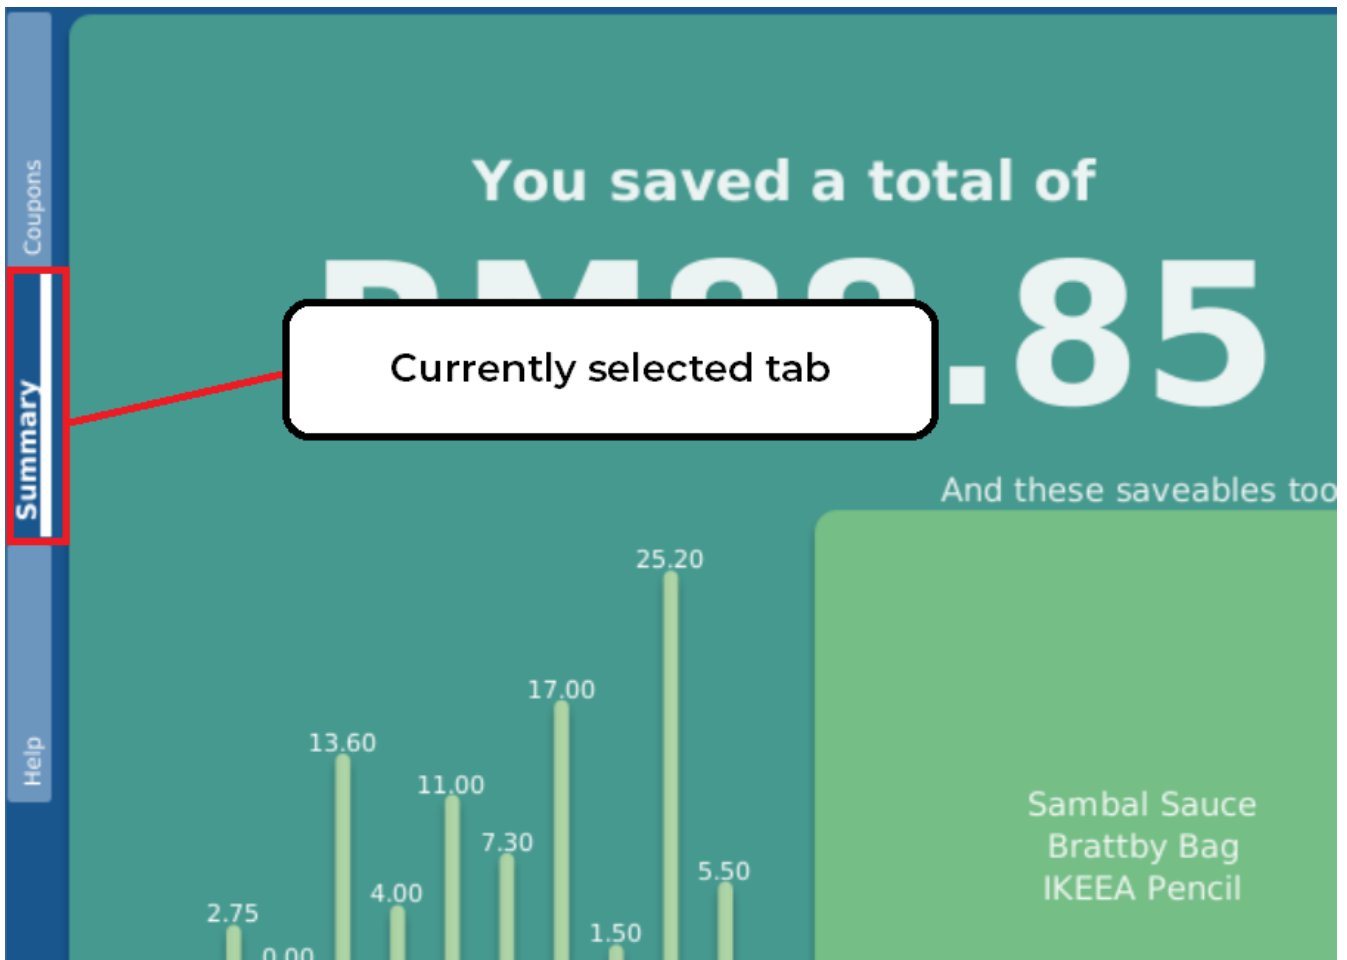 Coupons
Summary
Help
You saved a total of
.85
Currently selected tab
And these saveables too
25.20
17.00
13.60
11.00
7.30
5.50
4.00
2.75
1.50
0.00
Sambal Sauce
Brattby Bag
IKEEA Pencil